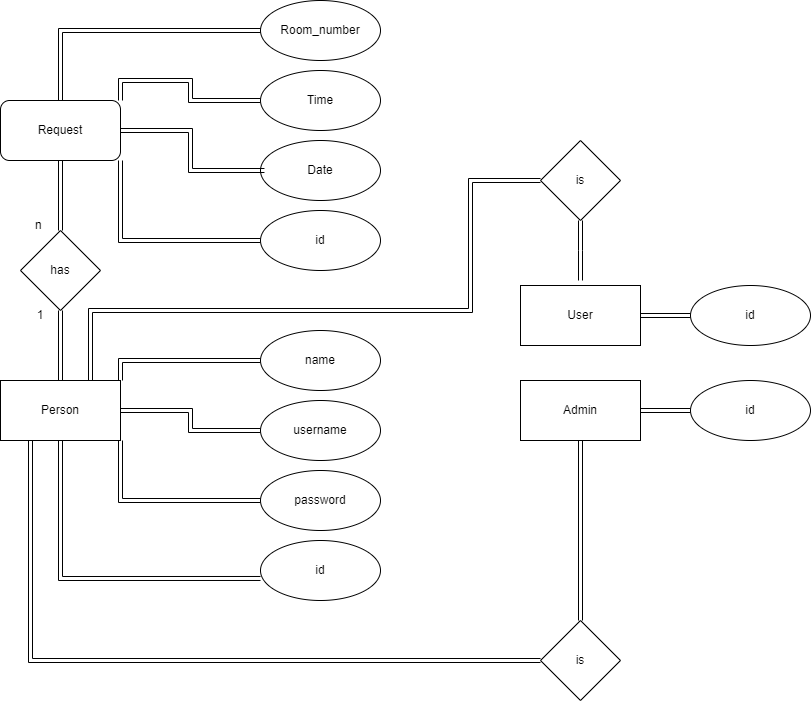 Room_number
Time
Request
Date
is
n
id
has
1
User
id
name
Person
Admin
id
username
password
id
is